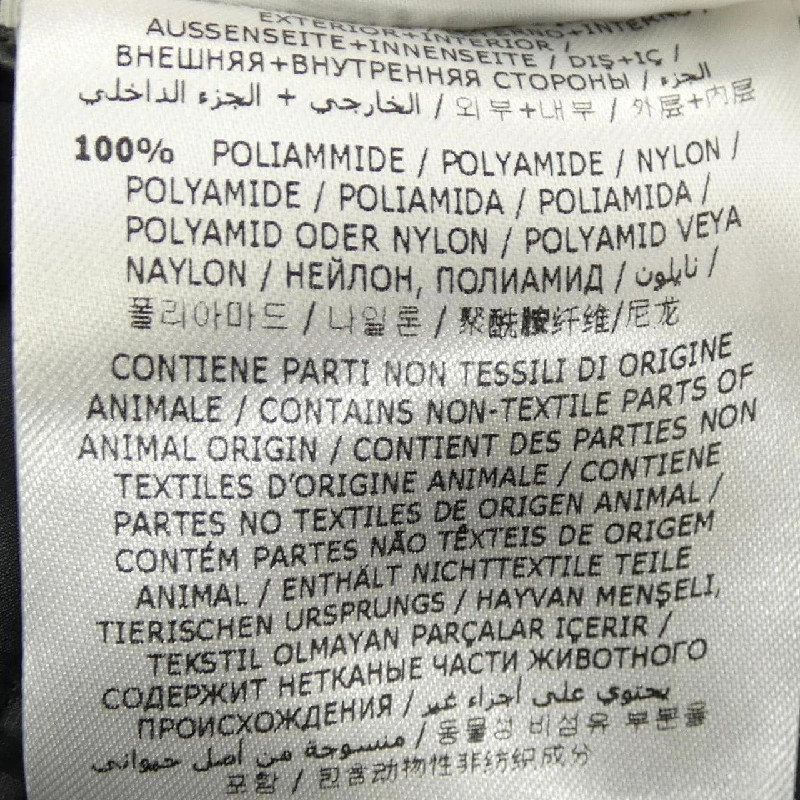 EXTERIOR+INTERIOR /
AUSSENSEITE+INNENSEITE / DIŞ+IÇ /
ВНЕШНЯЯ+ВНУТРЕННЯЯ СТОРОНЫ / الجزء
الخارجي + الجزء الداخلي / 외부+내부 / 外层+内层
100% POLIAMMIDE / POLYAMIDE / NYLON /
POLYAMIDE / POLIAMIDA / POLIAMIDA /
POLYAMID ODER NYLON / POLYAMID VEYA
NAYLON / НЕЙЛОН, ПОЛИАМИД / نايلون /
폴리아마드 / 나일론 / 聚酰胺纤维/尼龙
CONTIENE PARTI NON TESSILI DI ORIGINE
ANIMALE / CONTAINS NON-TEXTILE PARTS OF
ANIMAL ORIGIN / CONTIENT DES PARTIES NON
TEXTILES D'ORIGINE ANIMALE / CONTIENE
PARTES NO TEXTILES DE ORIGEN ANIMAL /
CONTÉM PARTES NÃO TÊXTEIS DE ORIGEM
ANIMAL / ENTHÄLT NICHTTEXTILE TEILE
TIERISCHEN URSPRUNGS / HAYVAN MENŞELI,
TEKSTIL OLMAYAN PARÇALAR IÇERIR /
СОДЕРЖИТ НЕТКАНЫЕ ЧАСТИ ЖИВОТНОГО
ПРОИСХОЖДЕНИЯ / يحتوي على أجزاء غير
منسوجة من أصل حيواني / 동물성 비섬유 부분을
포함 / 包含动物性非纺织成分